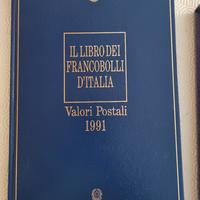 IL LIBRO DEI
FRANCOBOLLI
D'ITALIA
Valori Postali
1991